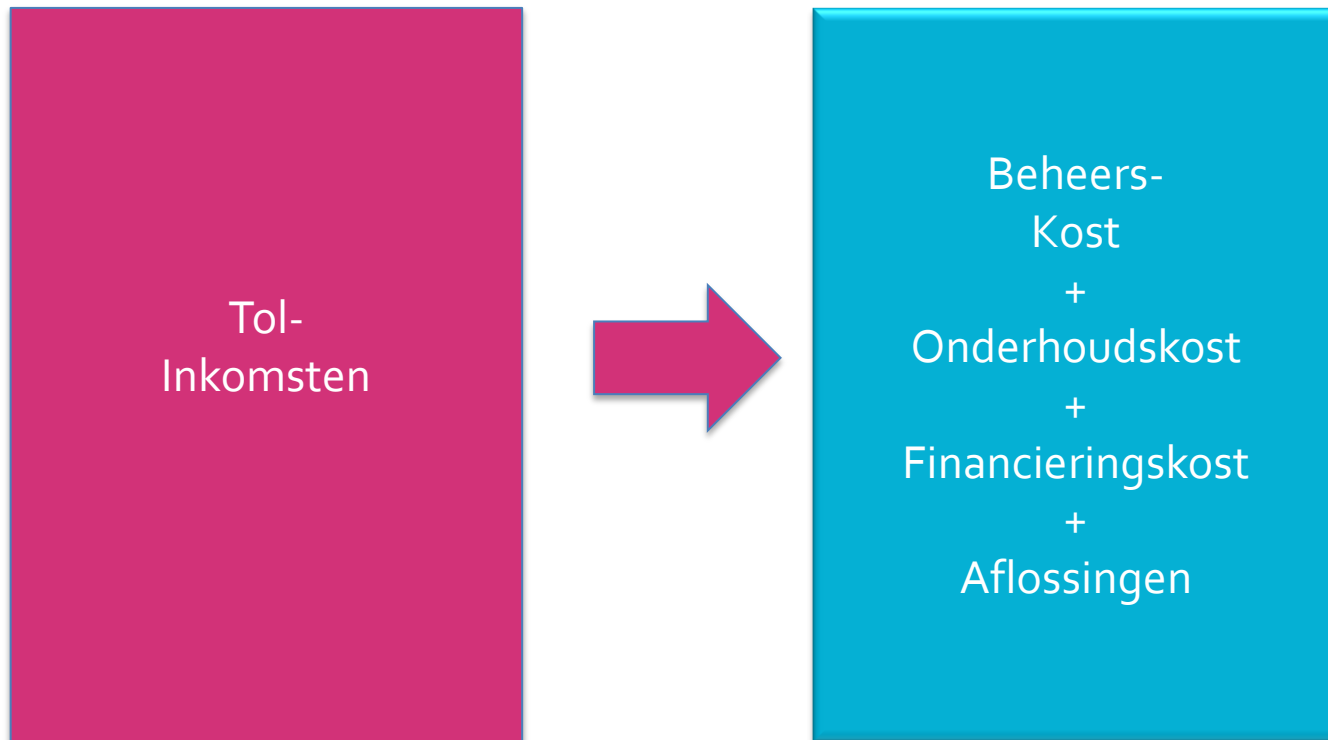 Tol-
Inkomsten
Beheers-
Kost
+
Onderhoudskost
+
Financieringskost
+
Aflossingen